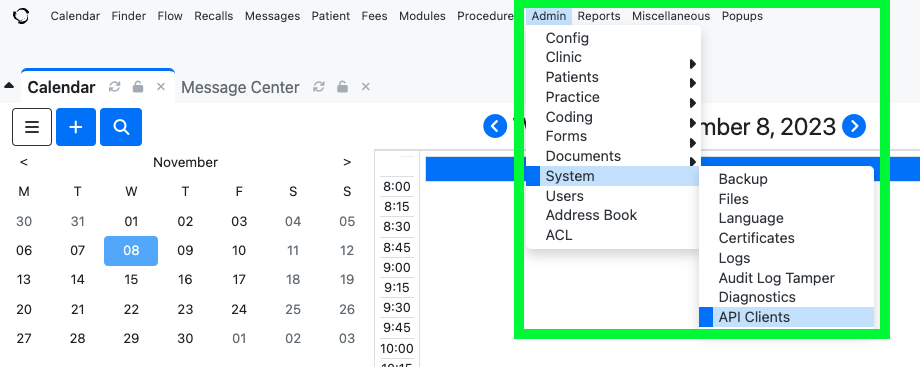 Calendar Finder Flow Recalls Messages Patient Fees Modules Procedure Admin Reports Miscellaneous Popups
Config
Clinic
Patients
Practice
Coding
Forms
Documents
System
Users
Address Book
ACL
Backup
Files
Language
Certificates
Logs
Audit Log Tamper
Diagnostics
API Clients
Calendar × Message Center ×
+
mber 8, 2023
< November >
M T W T F S S
30 31 01 02 03 04 05
06 07 08 09 10 11 12
13 14 15 16 17 18 19
20 21 22 23 24 25 26
27 28 29 30 01 02 03
8:00
8:15
8:30
8:45
9:00
9:15
9:30
9:45
10:00
10:15